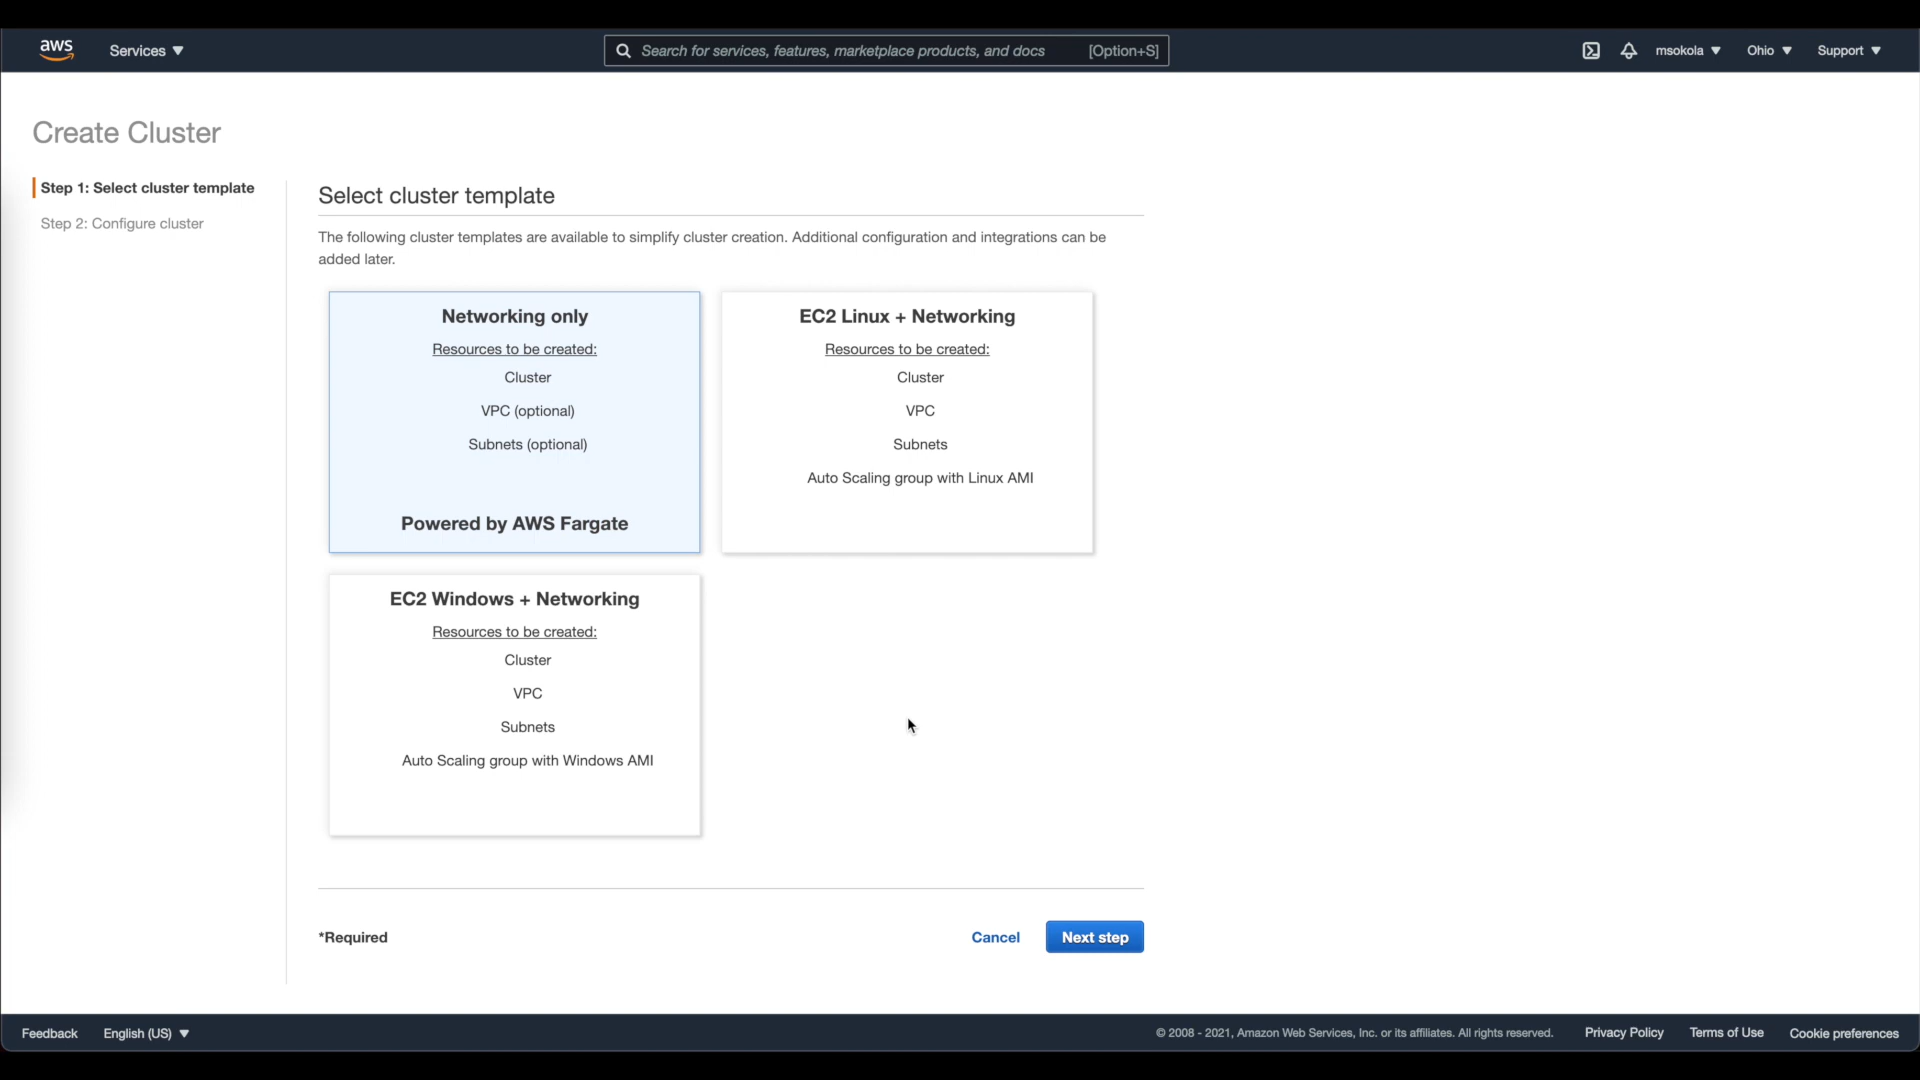 aws Services Search for services, features, marketplace products, and docs [Option+S] msokola Ohio Support
Create Cluster
Step 1: Select cluster template
Step 2: Configure cluster
Select cluster template
The following cluster templates are available to simplify cluster creation. Additional configuration and integrations can be
added later.
Networking only
Resources to be created:
Cluster
VPC (optional)
Subnets (optional)
Powered by AWS Fargate
EC2 Linux + Networking
Resources to be created:
Cluster
VPC
Subnets
Auto Scaling group with Linux AMI
EC2 Windows + Networking
Resources to be created:
Cluster
VPC
Subnets
Auto Scaling group with Windows AMI
*Required Cancel Next step
Feedback English (US) © 2008 - 2021, Amazon Web Services, Inc. or its affiliates. All rights reserved. Privacy Policy Terms of Use Cookie preferences